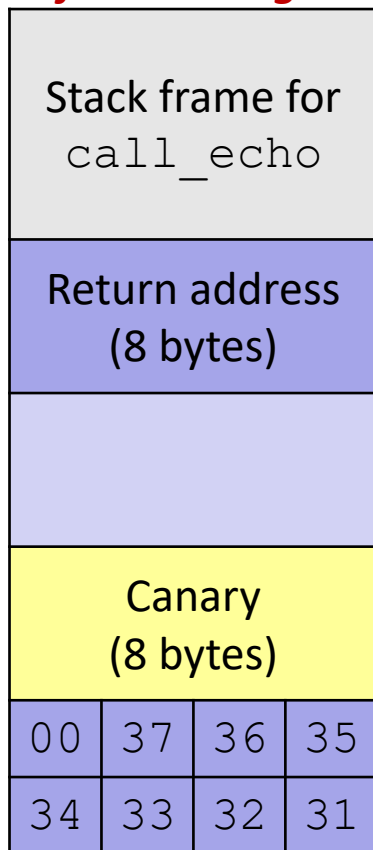 Stack frame for
call_echo
Return address
(8 bytes)
Canary
(8 bytes)
00 37 36 35
34 33 32 31